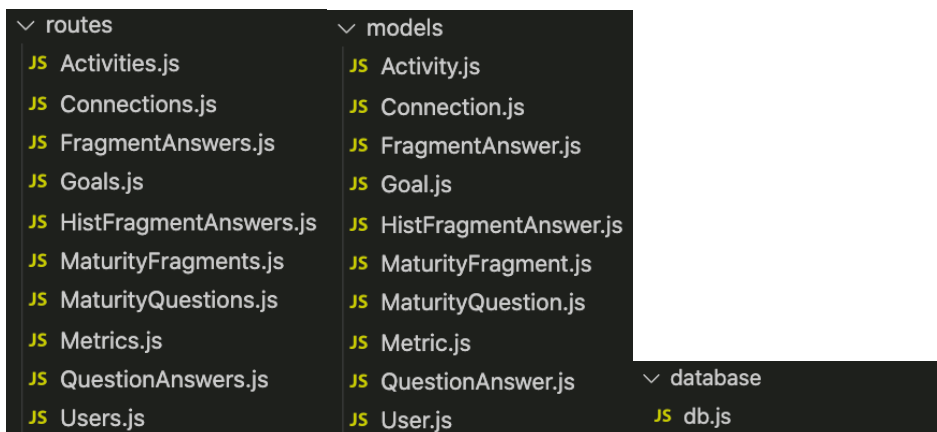 routes
JS Activities.js
JS Connections.js
JS FragmentAnswers.js
JS Goals.js
JS HistFragmentAnswers.js
JS MaturityFragments.js
JS MaturityQuestions.js
JS Metrics.js
JS QuestionAnswers.js
JS Users.js
models
JS Activity.js
JS Connection.js
JS FragmentAnswer.js
JS Goal.js
JS HistFragmentAnswer.js
JS MaturityFragment.js
JS MaturityQuestion.js
JS Metric.js
JS QuestionAnswer.js
JS User.js
database
JS db.js